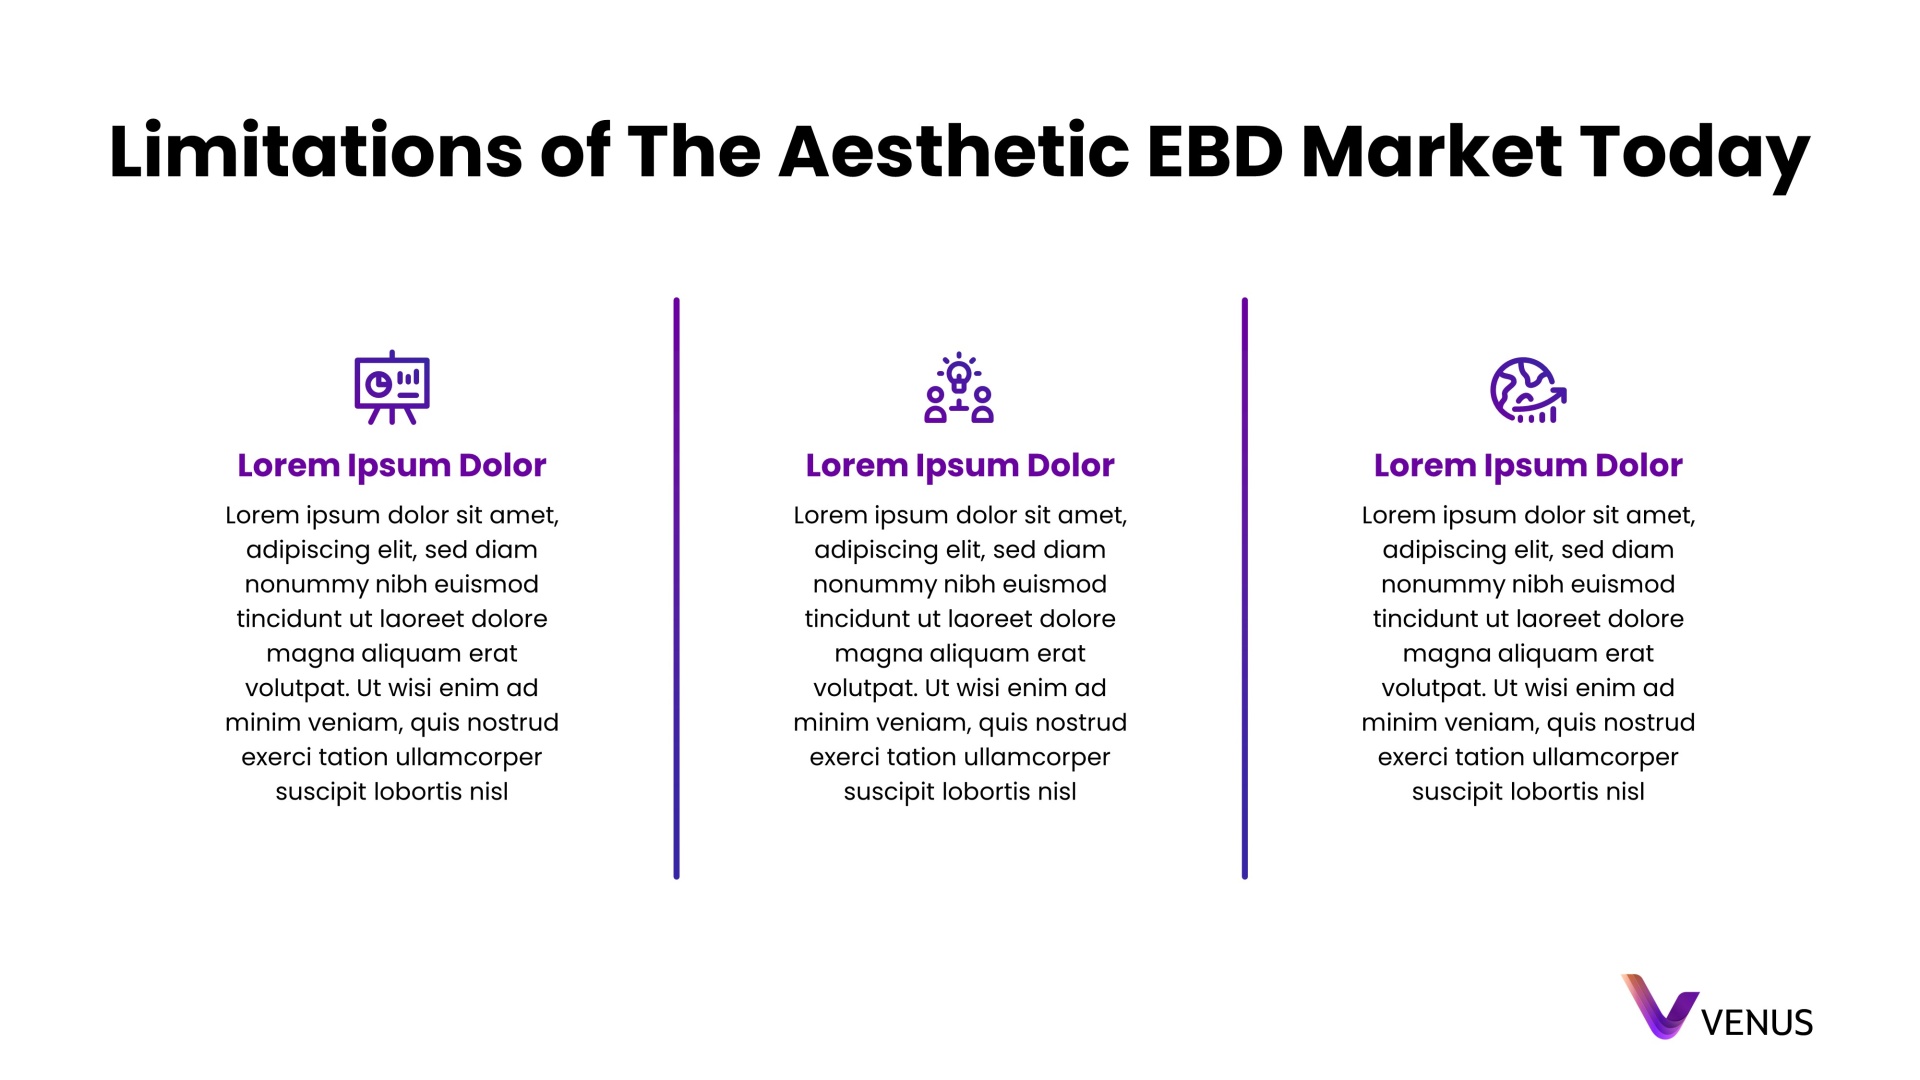 Limitations of The Aesthetic EBD Market Today
Lorem Ipsum Dolor
Lorem ipsum dolor sit amet,
adipiscing elit, sed diam
nonummy nibh euismod
tincidunt ut laoreet dolore
magna aliquam erat
volutpat. Ut wisi enim ad
minim veniam, quis nostrud
exerci tation ullamcorper
suscipit lobortis nisl
Lorem Ipsum Dolor
Lorem ipsum dolor sit amet,
adipiscing elit, sed diam
nonummy nibh euismod
tincidunt ut laoreet dolore
magna aliquam erat
volutpat. Ut wisi enim ad
minim veniam, quis nostrud
exerci tation ullamcorper
suscipit lobortis nisl
Lorem Ipsum Dolor
Lorem ipsum dolor sit amet,
adipiscing elit, sed diam
nonummy nibh euismod
tincidunt ut laoreet dolore
magna aliquam erat
volutpat. Ut wisi enim ad
minim veniam, quis nostrud
exerci tation ullamcorper
suscipit lobortis nisl
VENUS